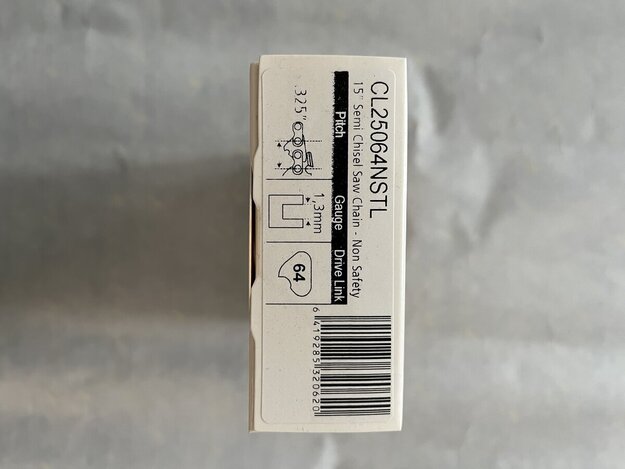 CL25064NSTL
15" Semi Chisel Saw Chain - Non Safety
Pitch Gauge Drive Link
.325" 1,3mm 64
6 419285 320620